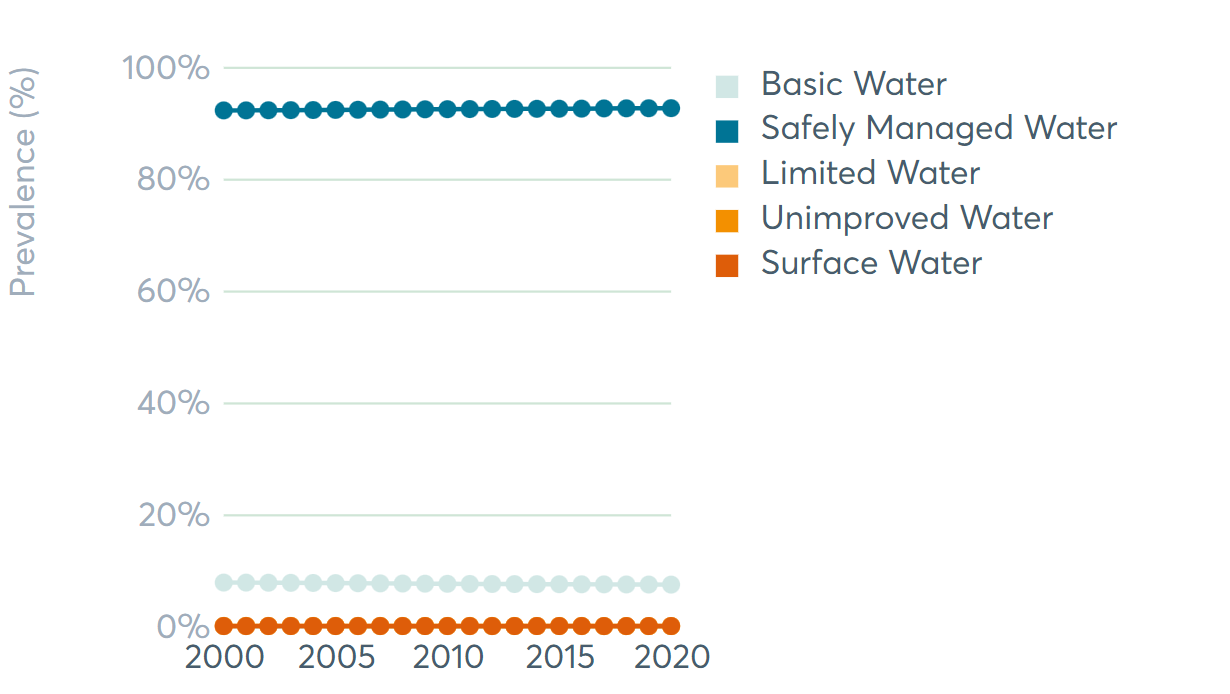 Prevalence (%)
100%
80%
60%
40%
20%
0%
2000 2005 2010 2015 2020
Basic Water
Safely Managed Water
Limited Water
Unimproved Water
Surface Water